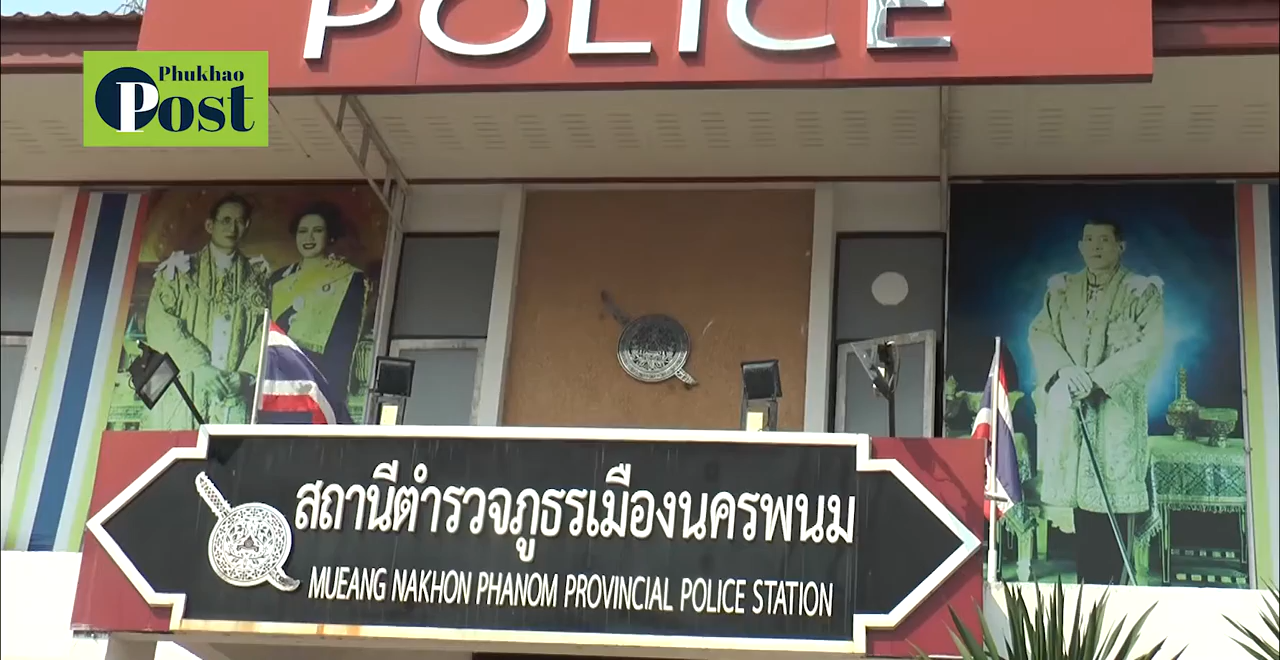 POLICE
Phukhao
Post
สถานีตำรวจภูธรเมืองนครพนม
MUEANG NAKHON PHANOM PROVINCIAL POLICE STATION